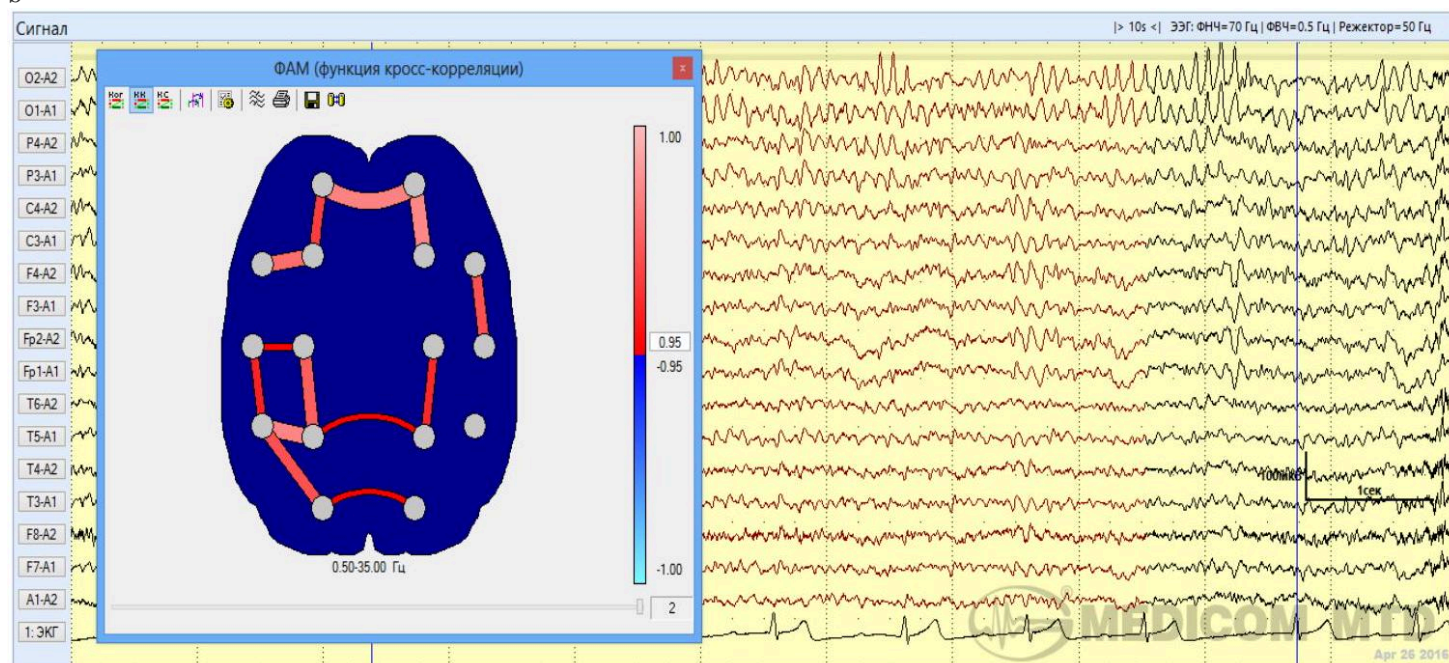 Сигнал
|> 10s <| ЭЭГ: ФНЧ=70 Гц | ФВЧ=0.5 Гц | Режектор=50 Гц
ФАМ (функция кросс-корреляции)
x
Ког КК КС
1.00
0.95
-0.95
-1.00
0.50-35.00 Гц
2
O2-A2
O1-A1
P4-A2
P3-A1
C4-A2
C3-A1
F4-A2
F3-A1
Fp2-A2
Fp1-A1
T6-A2
T5-A1
T4-A2
T3-A1
F8-A2
F7-A1
A1-A2
1: ЭКГ
100мкВ
1сек
MEDICOM MTD
Apr 26 2016